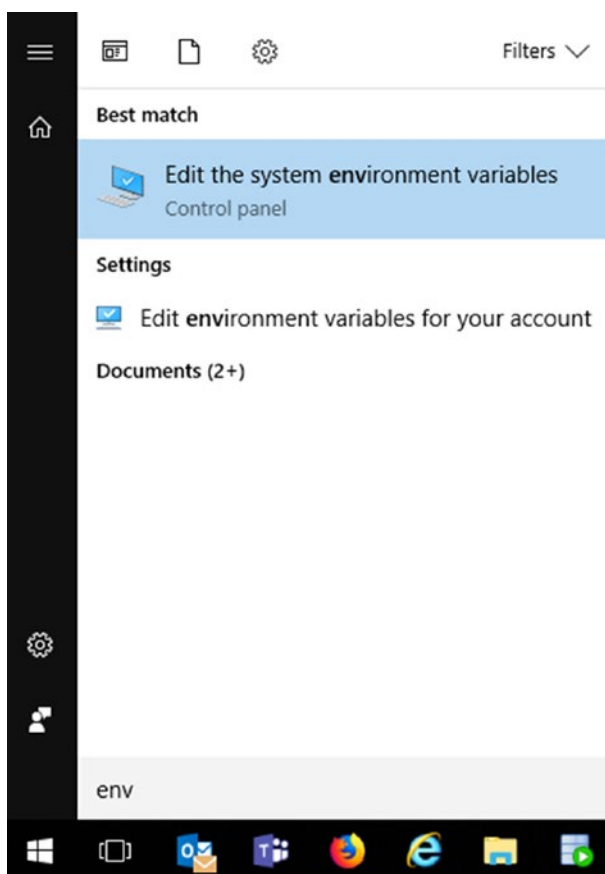 Filters
Best match
Edit the system environment variables
Control panel
Settings
Edit environment variables for your account
Documents (2+)
env